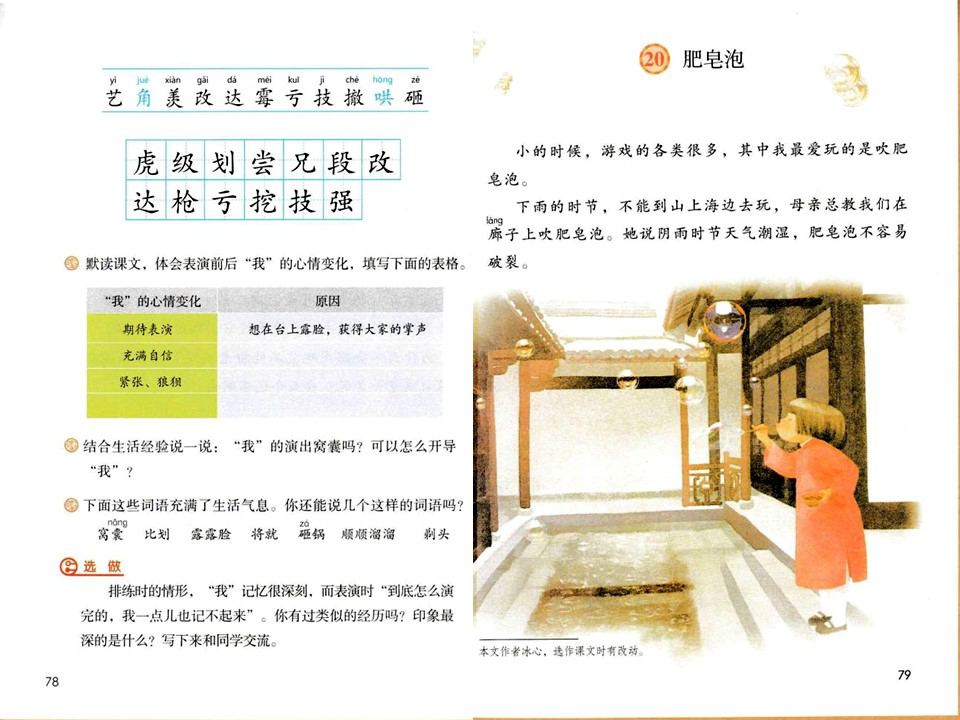 yì jué xiàn gǎi dá méi kuī jì chè hōng zá
艺 角 羡 改 达 霉 亏 技 撤 哄 砸
虎 级 划 尝 兄 段 改
达 枪 亏 挖 技 强
默读课文，体会表演前后“我”的心情变化，填写下面的表格。
“我”的心情变化 原因
期待表演 想在台上露脸，获得大家的掌声
充满自信
紧张、狼狈
结合生活经验说一说：“我”的演出窝囊吗？可以怎么开导
“我”？
下面这些词语充满了生活气息。你还能说几个这样的词语吗？
nāng zá
窝囊 比划 露露脸 将就 砸锅 顺顺溜溜 剃头
选做
排练时的情形，“我”记忆很深刻，而表演时“到底怎么演
完的，我一点儿也记不起来”。你有过类似的经历吗？印象最
深的是什么？写下来和同学交流。
78
20 肥皂泡
小的时候，游戏的各类很多，其中我最爱玩的是吹肥
皂泡。
下雨的时节，不能到山上海边去玩，母亲总教我们在
láng
廊子上吹肥皂泡。她说阴雨时节天气潮湿，肥皂泡不容易
破裂。
本文作者冰心，选作课文时有改动。
79